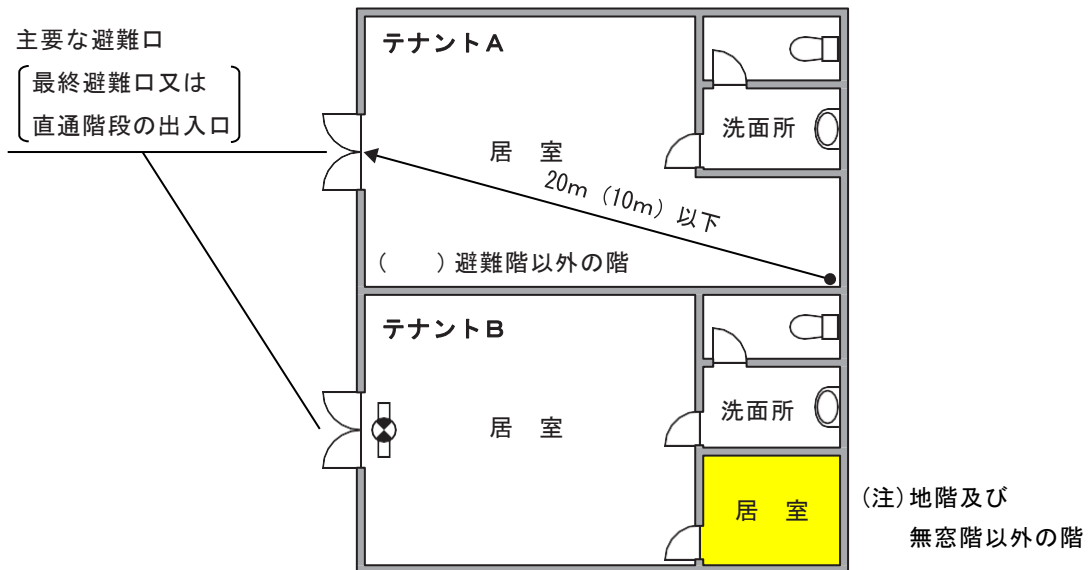 主要な避難口
最終避難口又は
直通階段の出入口
テナントA
洗面所
居 室
20m（10m）以下
（　　）避難階以外の階
テナントB
洗面所
居 室
居 室
（注）地階及び
無窓階以外の階